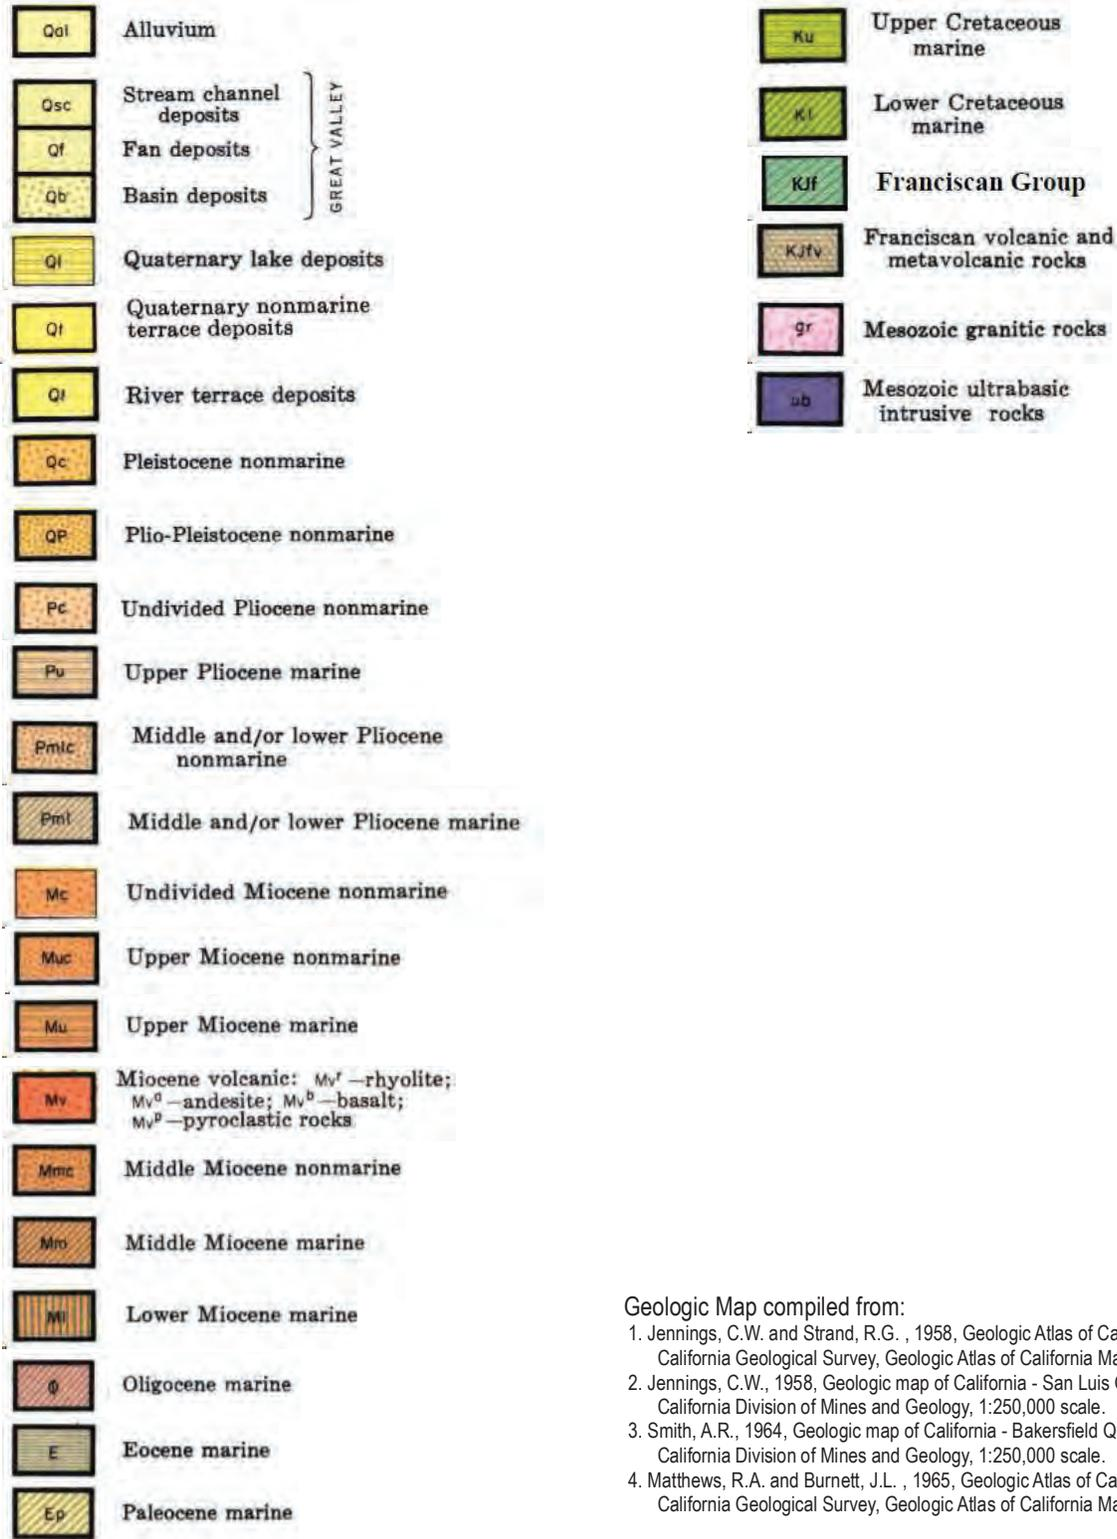 Qal Alluvium
Qsc Stream channel
deposits
Qf Fan deposits
Qb Basin deposits
GREAT VALLEY
Ql Quaternary lake deposits
Qt Quaternary nonmarine
terrace deposits
Qt River terrace deposits
Qc Pleistocene nonmarine
QP Plio-Pleistocene nonmarine
Pc Undivided Pliocene nonmarine
Pu Upper Pliocene marine
Pmlc Middle and/or lower Pliocene
nonmarine
Pml Middle and/or lower Pliocene marine
Mc Undivided Miocene nonmarine
Muc Upper Miocene nonmarine
Mu Upper Miocene marine
Mv Miocene volcanic: Mvʳ—rhyolite;
Mvᵃ—andesite; Mvᵇ—basalt;
Mvᵖ—pyroclastic rocks
Mmc Middle Miocene nonmarine
Mm Middle Miocene marine
Ml Lower Miocene marine
Φ Oligocene marine
E Eocene marine
Ep Paleocene marine
Ku Upper Cretaceous
marine
Kl Lower Cretaceous
marine
KJf Franciscan Group
KJfv Franciscan volcanic and
metavolcanic rocks
gr Mesozoic granitic rocks
ub Mesozoic ultrabasic
intrusive rocks
Geologic Map compiled from:
1. Jennings, C.W. and Strand, R.G. , 1958, Geologic Atlas of Ca
California Geological Survey, Geologic Atlas of California Ma
2. Jennings, C.W., 1958, Geologic map of California - San Luis
California Division of Mines and Geology, 1:250,000 scale.
3. Smith, A.R., 1964, Geologic map of California - Bakersfield Q
California Division of Mines and Geology, 1:250,000 scale.
4. Matthews, R.A. and Burnett, J.L. , 1965, Geologic Atlas of Ca
California Geological Survey, Geologic Atlas of California Ma